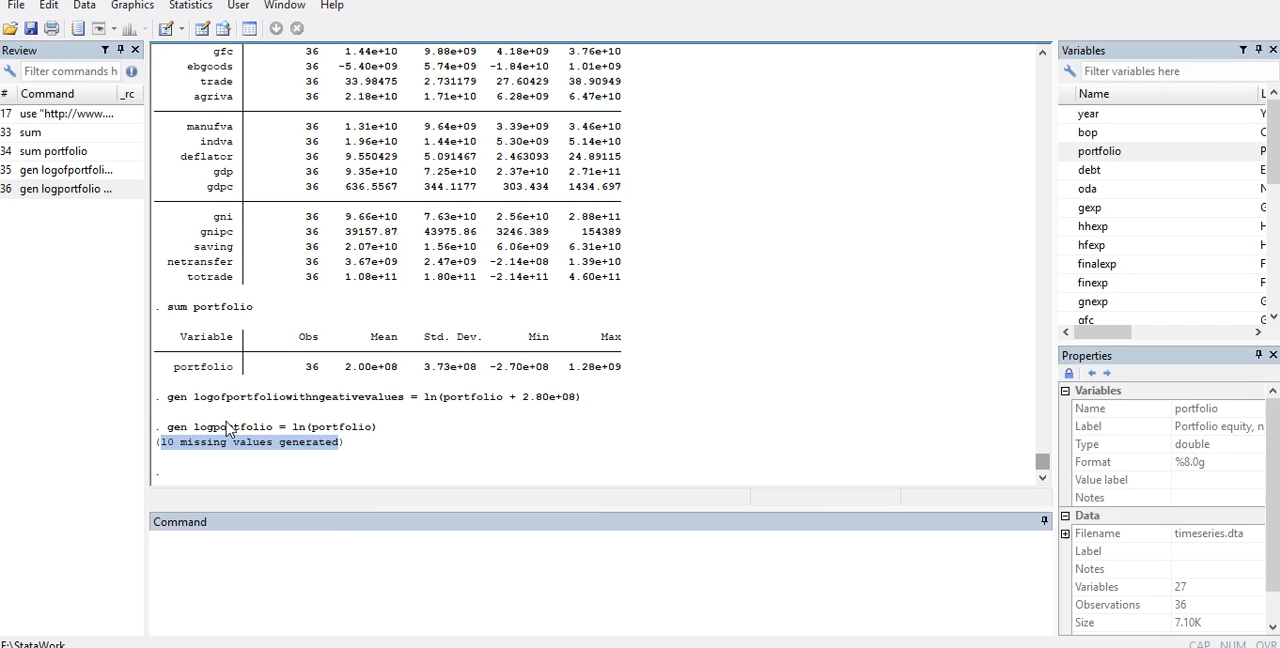 File Edit Data Graphics Statistics User Window Help
Review
Filter commands h
# Command _rc
17 use "http://www....
33 sum
34 sum portfolio
35 gen logofportfoli...
36 gen logportfolio ...
gfc 36 1.44e+10 9.88e+09 4.18e+09 3.76e+10
ebgoods 36 -5.40e+09 5.74e+09 -1.84e+10 1.01e+09
trade 36 33.98475 2.731179 27.60429 38.90949
agriva 36 2.18e+10 1.71e+10 6.28e+09 6.47e+10
manufva 36 1.31e+10 9.64e+09 3.39e+09 3.46e+10
indva 36 1.96e+10 1.44e+10 5.30e+09 5.14e+10
deflator 36 9.550429 5.091467 2.463093 24.89115
gdp 36 9.35e+10 7.25e+10 2.37e+10 2.71e+11
gdpc 36 636.5567 344.1177 303.434 1434.697
gni 36 9.66e+10 7.63e+10 2.56e+10 2.88e+11
gnipc 36 39157.87 43975.86 3246.389 154389
saving 36 2.07e+10 1.56e+10 6.06e+09 6.31e+10
netransfer 36 3.67e+09 2.47e+09 -2.14e+08 1.39e+10
totrade 36 1.08e+11 1.80e+11 -2.14e+11 4.60e+11
. sum portfolio
Variable Obs Mean Std. Dev. Min Max
portfolio 36 2.00e+08 3.73e+08 -2.70e+08 1.28e+09
. gen logofportfoliowithngeativevalues = ln(portfolio + 2.80e+08)
. gen logportfolio = ln(portfolio)
(10 missing values generated)
.
Command
Variables
Filter variables here
Name L
year Y
bop C
portfolio P
debt E
oda N
gexp G
hhexp H
hfexp H
finalexp F
finexp F
gnexp G
gfc G
Properties
Variables
Name portfolio
Label Portfolio equity, n
Type double
Format %8.0g
Value label
Notes
Data
Filename timeseries.dta
Label
Notes
Variables 27
Observations 36
Size 7.10K
F:\StataWork
CAP NUM OVR